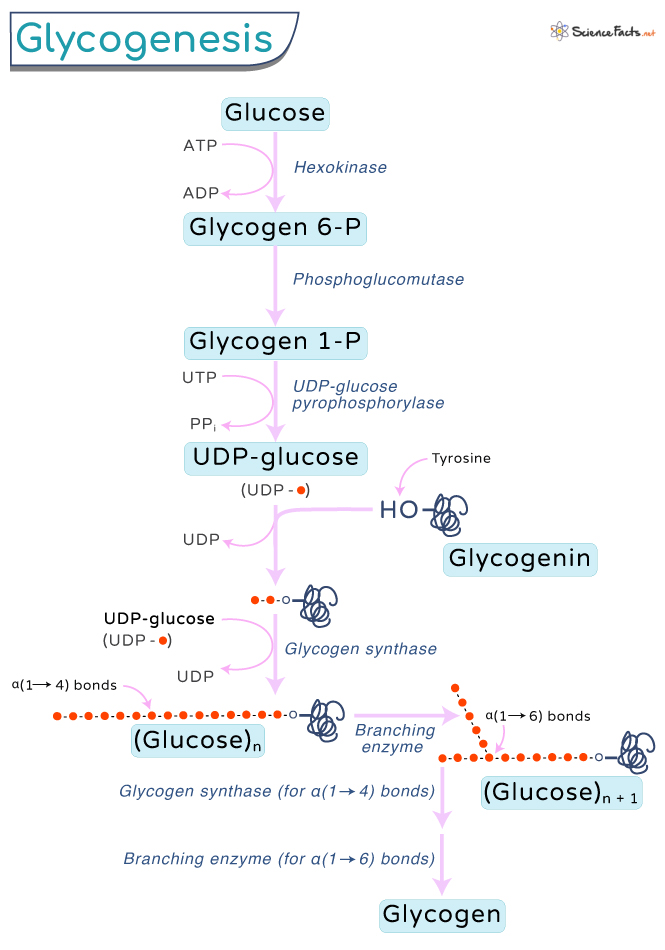 Glycogenesis
ScienceFacts.net
Glucose
ATP
Hexokinase
ADP
Glycogen 6-P
Phosphoglucomutase
Glycogen 1-P
UTP
UDP-glucose
pyrophosphorylase
PPi
UDP-glucose
(UDP - )
Tyrosine
HO
UDP
Glycogenin
UDP-glucose
(UDP - )
Glycogen synthase
UDP
α(1→ 4) bonds
(Glucose)n
Branching
enzyme
α(1→ 6) bonds
(Glucose)n + 1
Glycogen synthase (for α(1→ 4) bonds)
Branching enzyme (for α(1→ 6) bonds)
Glycogen